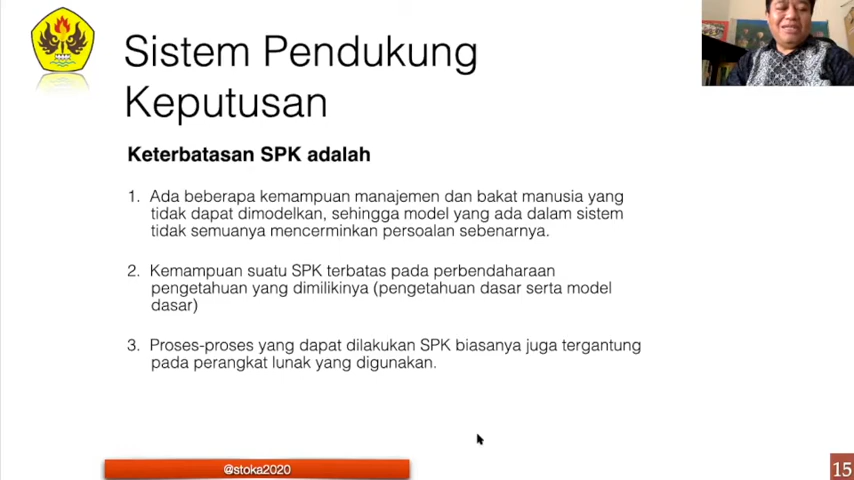 Sistem Pendukung
Keputusan
Keterbatasan SPK adalah
1. Ada beberapa kemampuan manajemen dan bakat manusia yang
tidak dapat dimodelkan, sehingga model yang ada dalam sistem
tidak semuanya mencerminkan persoalan sebenarnya.
2. Kemampuan suatu SPK terbatas pada perbendaharaan
pengetahuan yang dimilikinya (pengetahuan dasar serta model
dasar)
3. Proses-proses yang dapat dilakukan SPK biasanya juga tergantung
pada perangkat lunak yang digunakan.
@stoka2020
15